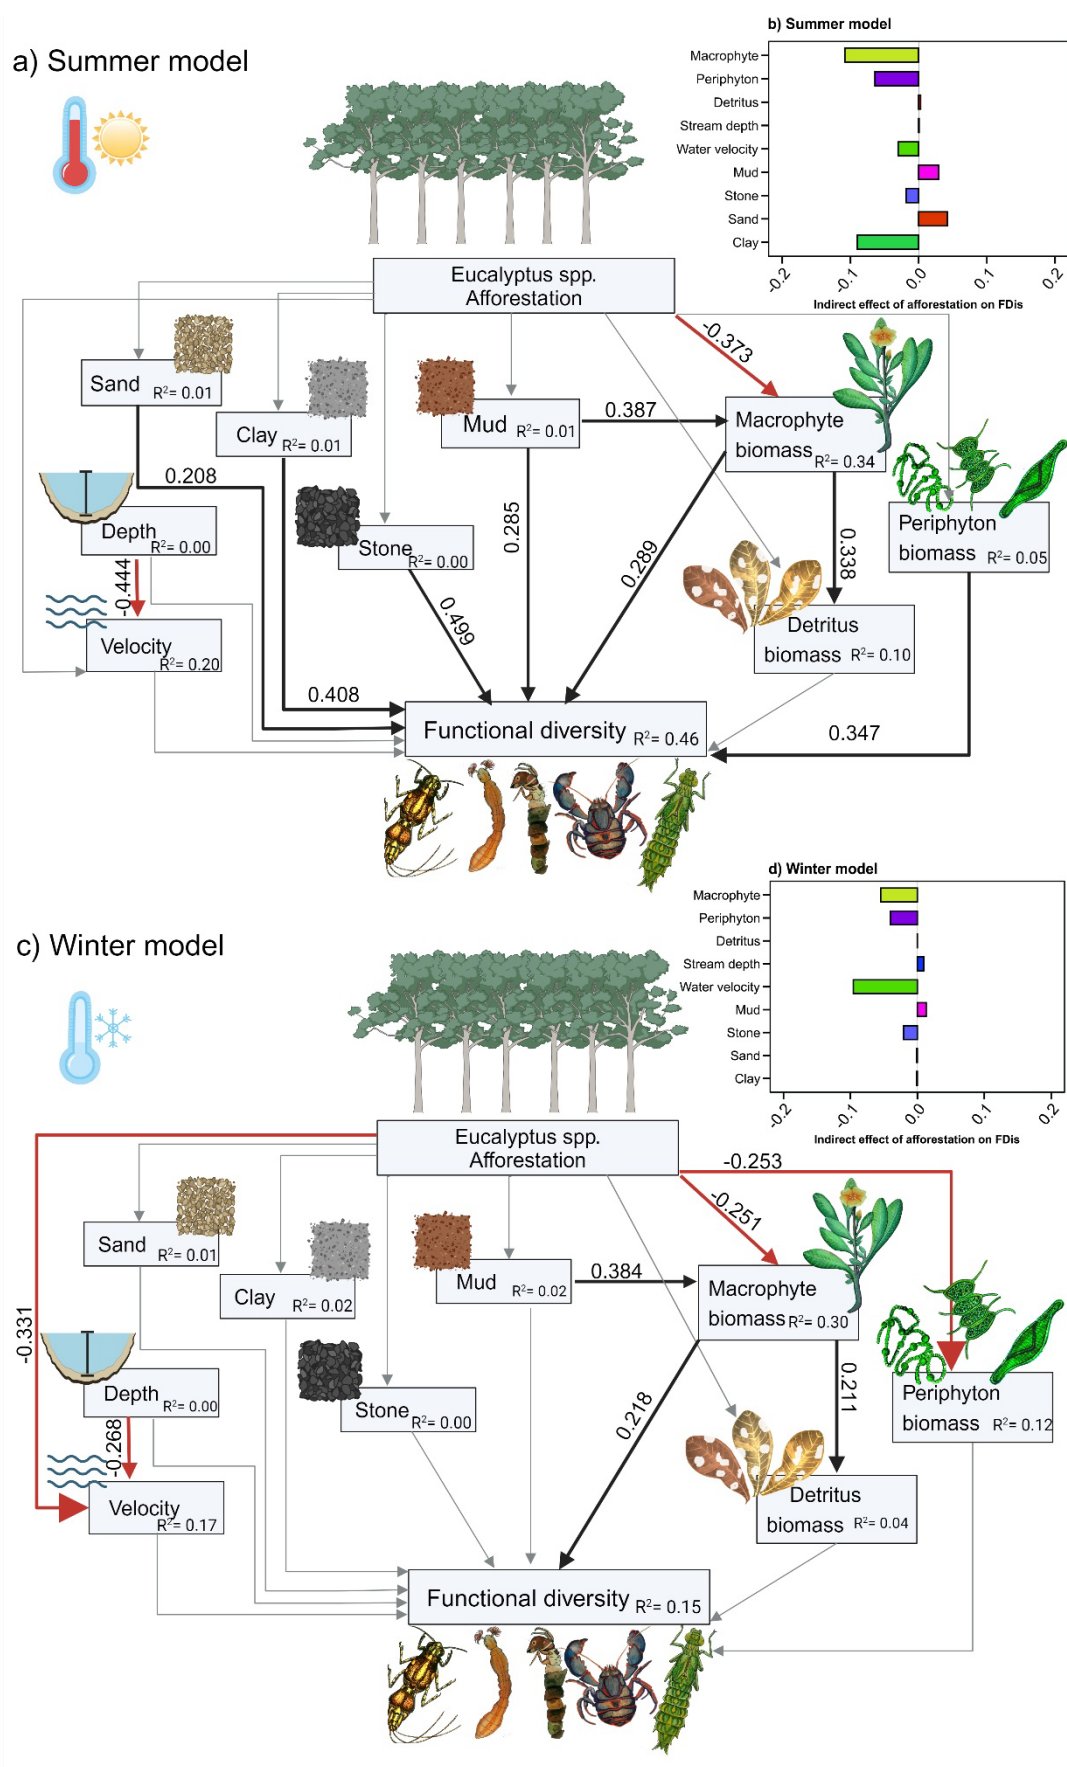 a) Summer model
b) Summer model
Macrophyte
Periphyton
Detritus
Stream depth
Water velocity
Mud
Stone
Sand
Clay
-0.2
-0.1
0.0
0.1
0.2
Indirect effect of afforestation on FDis
Eucalyptus spp.
Afforestation
-0.373
Sand R²= 0.01
Clay R²= 0.01
Mud R²= 0.01
0.387
Macrophyte
biomass R²= 0.34
0.208
Depth R²= 0.00
Stone R²= 0.00
0.285
0.289
0.338
Periphyton
biomass R²= 0.05
-0.444
Velocity R²= 0.20
0.499
Detritus
biomass R²= 0.10
0.408
Functional diversity R²= 0.46
0.347
c) Winter model
d) Winter model
Macrophyte
Periphyton
Detritus
Stream depth
Water velocity
Mud
Stone
Sand
Clay
-0.2
-0.1
0.0
0.1
0.2
Indirect effect of afforestation on FDis
Eucalyptus spp.
Afforestation
-0.253
-0.251
Sand R²= 0.01
Clay R²= 0.02
Mud R²= 0.02
0.384
Macrophyte
biomass R²= 0.30
-0.331
Depth R²= 0.00
Stone R²= 0.00
0.218
0.211
Periphyton
biomass R²= 0.12
-0.268
Velocity R²= 0.17
Detritus
biomass R²= 0.04
Functional diversity R²= 0.15